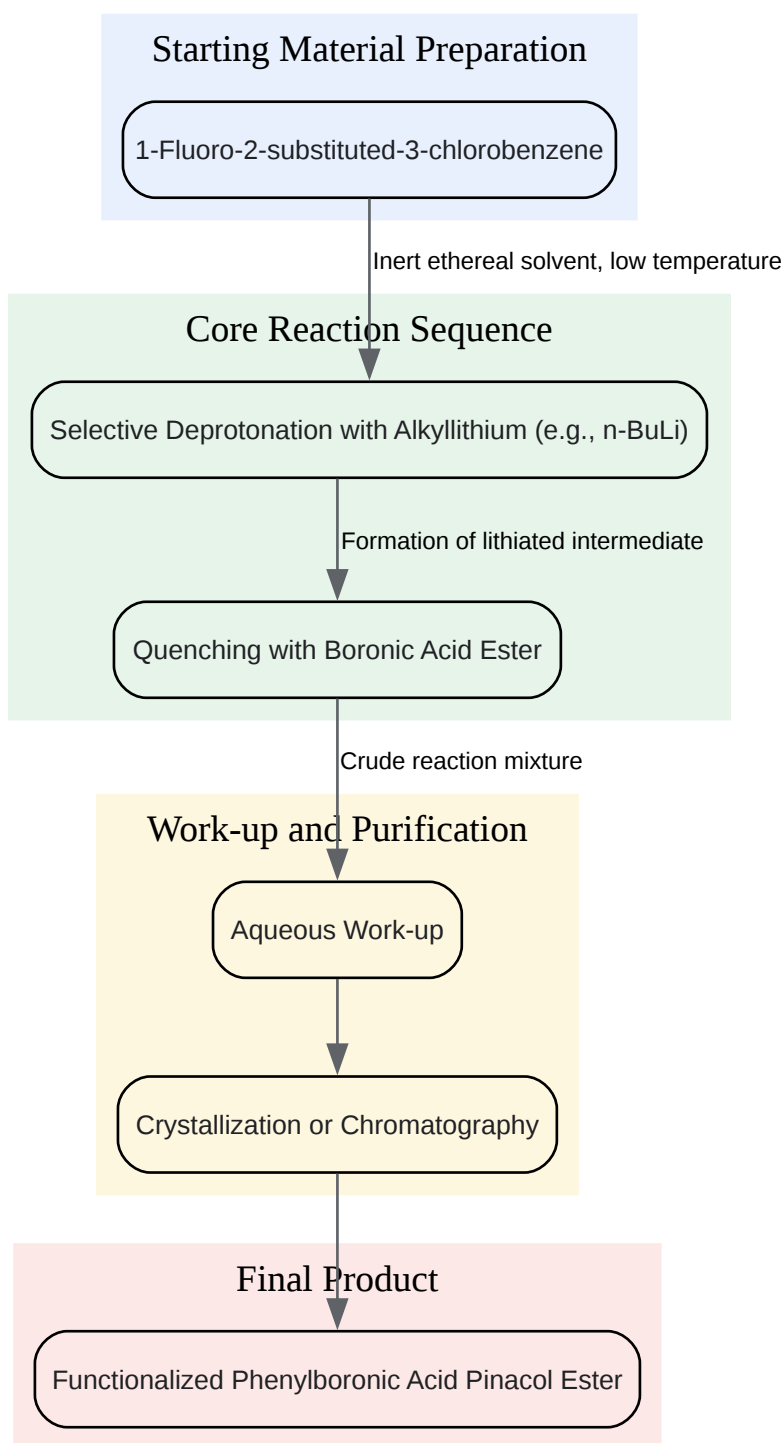 Starting Material Preparation
1-Fluoro-2-substituted-3-chlorobenzene
Inert ethereal solvent, low temperature
Core Reaction Sequence
Selective Deprotonation with Alkyllithium (e.g., n-BuLi)
Formation of lithiated intermediate
Quenching with Boronic Acid Ester
Crude reaction mixture
Work-up and Purification
Aqueous Work-up
Crystallization or Chromatography
Final Product
Functionalized Phenylboronic Acid Pinacol Ester